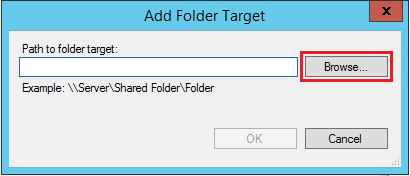 Add Folder Target
x
Path to folder target:
Browse...
Example: \\Server\Shared Folder\Folder
OK
Cancel